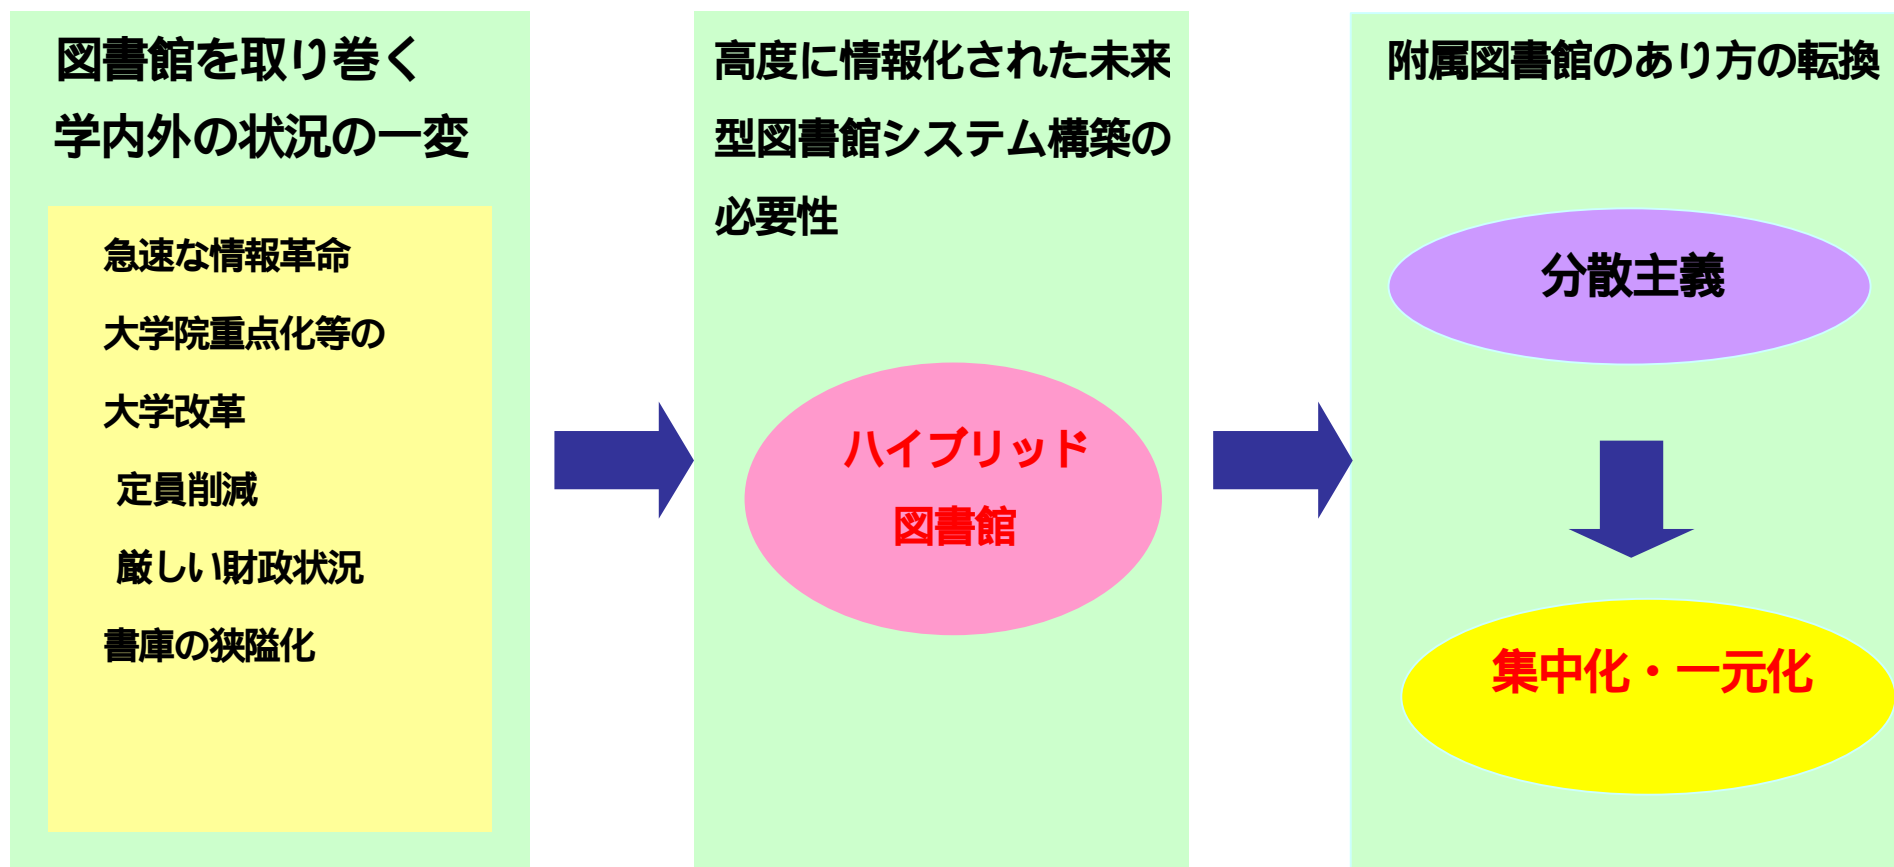 図書館を取り巻く
学内外の状況の一変
急速な情報革命
大学院重点化等の
大学改革
定員削減
厳しい財政状況
書庫の狭隘化
高度に情報化された未来
型図書館システム構築の
必要性
ハイブリッド
図書館
附属図書館のあり方の転換
分散主義
集中化・一元化